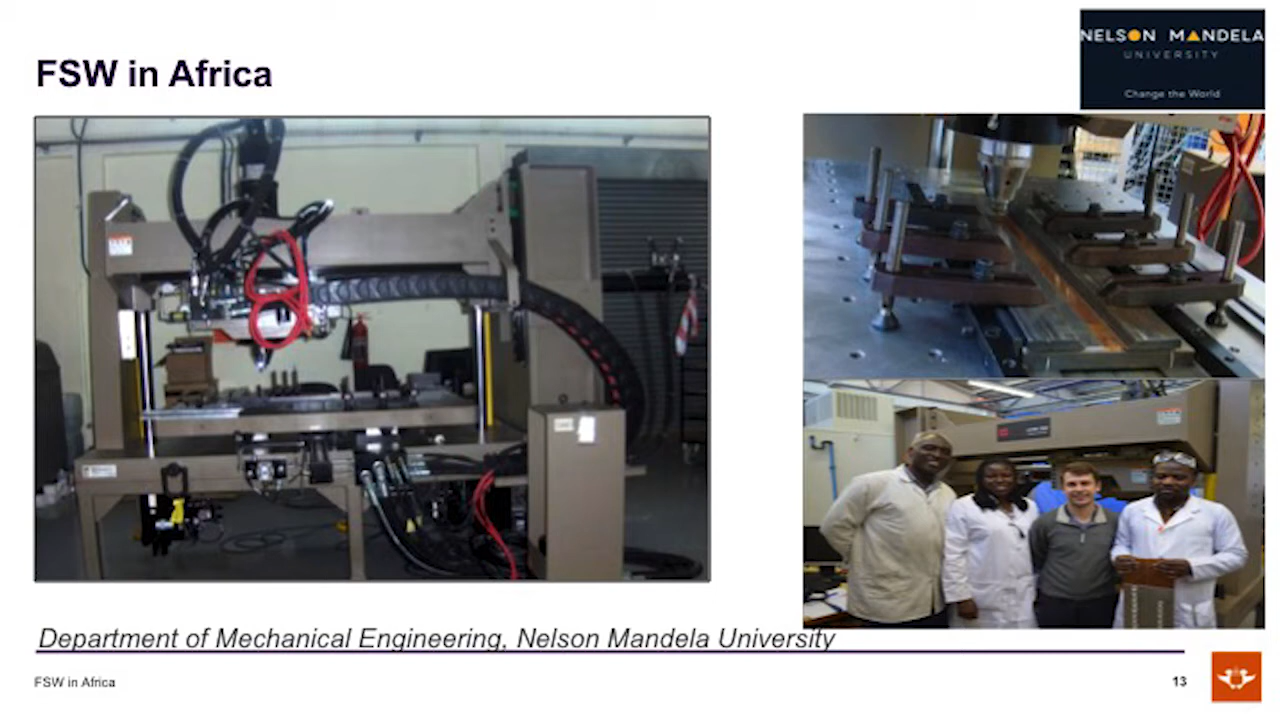 NELSON MANDELA
UNIVERSITY
Change the World
FSW in Africa
Department of Mechanical Engineering, Nelson Mandela University
FSW in Africa
13